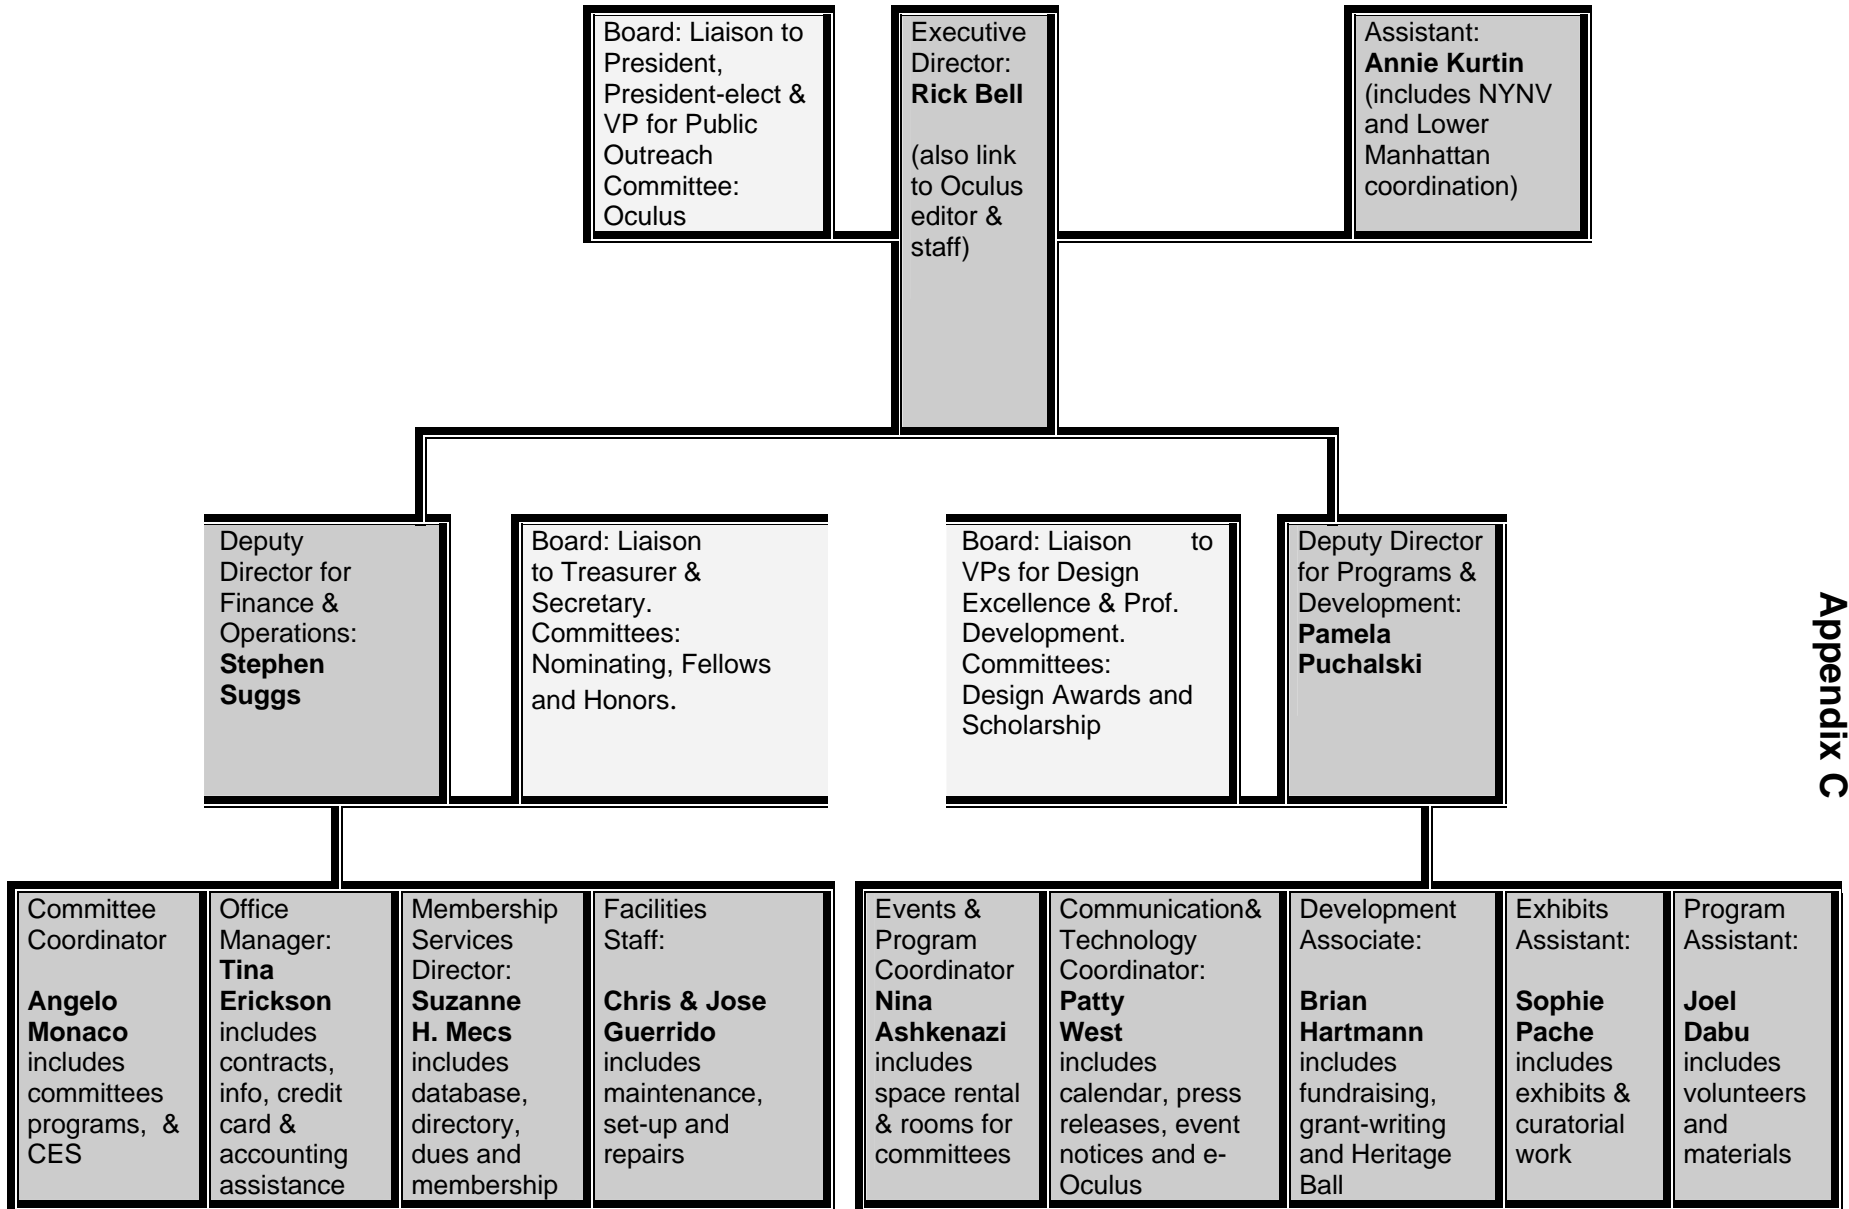 Board: Liaison to
President,
President-elect &
VP for Public
Outreach
Committee:
Oculus
Executive
Director:
Rick Bell
(also link
to Oculus
editor &
staff)
Assistant:
Annie Kurtin
(includes NYNV
and Lower
Manhattan
coordination)
Deputy
Director for
Finance &
Operations:
Stephen
Suggs
Board: Liaison
to Treasurer &
Secretary.
Committees:
Nominating, Fellows
and Honors.
Board: Liaison to
VPs for Design
Excellence & Prof.
Development.
Committees:
Design Awards and
Scholarship
Deputy Director
for Programs &
Development:
Pamela
Puchalski
Appendix C
Committee
Coordinator
Angelo
Monaco
includes
committees
programs, &
CES
Office
Manager:
Tina
Erickson
includes
contracts,
info, credit
card &
accounting
assistance
Membership
Services
Director:
Suzanne
H. Mecs
includes
database,
directory,
dues and
membership
Facilities
Staff:
Chris & Jose
Guerrido
includes
maintenance,
set-up and
repairs
Events &
Program
Coordinator
Nina
Ashkenazi
includes
space rental
& rooms for
committees
Communication&
Technology
Coordinator:
Patty
West
includes
calendar, press
releases, event
notices and e-
Oculus
Development
Associate:
Brian
Hartmann
includes
fundraising,
grant-writing
and Heritage
Ball
Exhibits
Assistant:
Sophie
Pache
includes
exhibits &
curatorial
work
Program
Assistant:
Joel
Dabu
includes
volunteers
and
materials